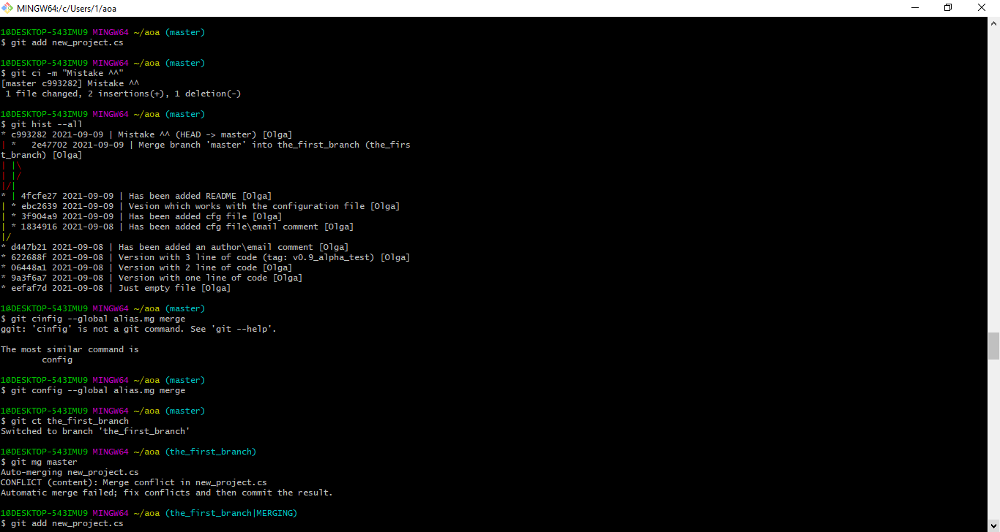 MINGW64:/c/Users/1/aoa
1@DESKTOP-543IMU9 MINGW64 ~/aoa (master)
$ git add new_project.cs
1@DESKTOP-543IMU9 MINGW64 ~/aoa (master)
$ git ci -m "Mistake ^^"
[master c993282] Mistake ^^
 1 file changed, 2 insertions(+), 1 deletion(-)
1@DESKTOP-543IMU9 MINGW64 ~/aoa (master)
$ git hist --all
* c993282 2021-09-09 | Mistake ^^ (HEAD -> master) [Olga]
| *   2e47702 2021-09-09 | Merge branch 'master' into the_first_branch (the_firs
t_branch) [Olga]
| |\
| |/
|/|
* | 4fcfe27 2021-09-09 | Has been added README [Olga]
| * ebc2639 2021-09-09 | Vesion which works with the configuration file [Olga]
| * 3f904a9 2021-09-09 | Has been added cfg file [Olga]
| * 1834916 2021-09-08 | Has been added cfg file\email comment [Olga]
|/
* d447b21 2021-09-08 | Has been added an author\email comment [Olga]
* 622688f 2021-09-08 | Version with 3 line of code (tag: v0.9_alpha_test) [Olga]
* 06448a1 2021-09-08 | Version with 2 line of code [Olga]
* 9a3f6a7 2021-09-08 | Version with one line of code [Olga]
* eefaf7d 2021-09-08 | Just empty file [Olga]
1@DESKTOP-543IMU9 MINGW64 ~/aoa (master)
$ git cinfig --global alias.mg merge
ggit: 'cinfig' is not a git command. See 'git --help'.
The most similar command is
        config
1@DESKTOP-543IMU9 MINGW64 ~/aoa (master)
$ git config --global alias.mg merge
1@DESKTOP-543IMU9 MINGW64 ~/aoa (master)
$ git ct the_first_branch
Switched to branch 'the_first_branch'
1@DESKTOP-543IMU9 MINGW64 ~/aoa (the_first_branch)
$ git mg master
Auto-merging new_project.cs
CONFLICT (content): Merge conflict in new_project.cs
Automatic merge failed; fix conflicts and then commit the result.
1@DESKTOP-543IMU9 MINGW64 ~/aoa (the_first_branch|MERGING)
$ git add new_project.cs